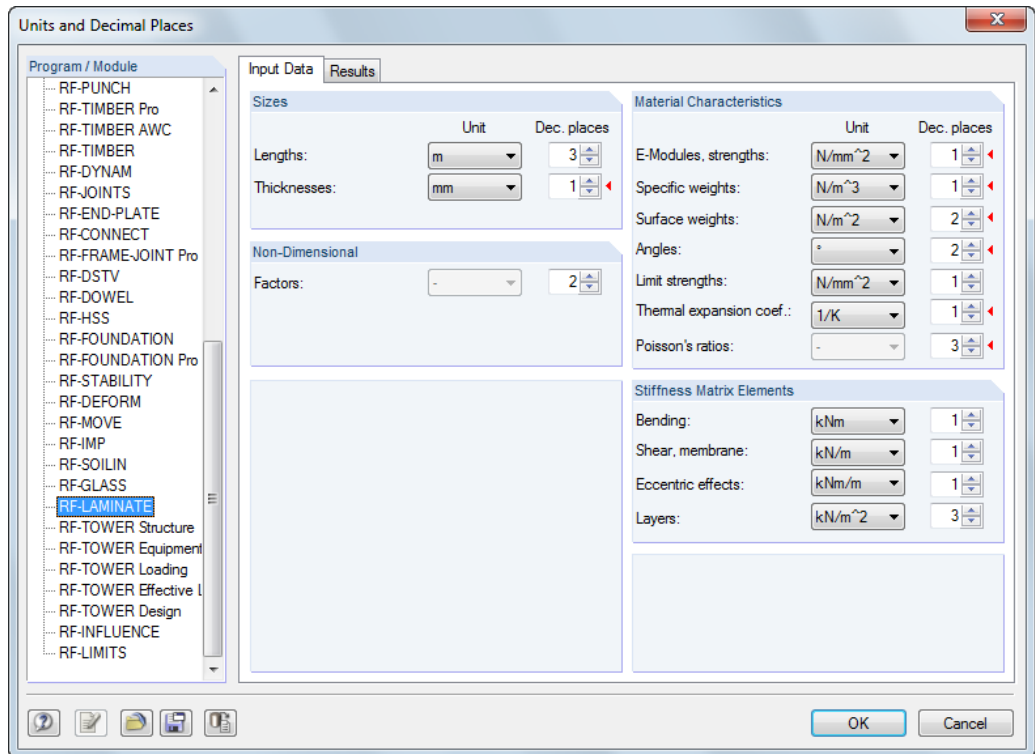 Units and Decimal Places
Program / Module
RF-PUNCH
RF-TIMBER Pro
RF-TIMBER AWC
RF-TIMBER
RF-DYNAM
RF-JOINTS
RF-END-PLATE
RF-CONNECT
RF-FRAME-JOINT Pro
RF-DSTV
RF-DOWEL
RF-HSS
RF-FOUNDATION
RF-FOUNDATION Pro
RF-STABILITY
RF-DEFORM
RF-MOVE
RF-IMP
RF-SOILIN
RF-GLASS
RF-LAMINATE
RF-TOWER Structure
RF-TOWER Equipment
RF-TOWER Loading
RF-TOWER Effective L
RF-TOWER Design
RF-INFLUENCE
RF-LIMITS
Input Data Results
Sizes
Unit Dec. places
Lengths: m 3
Thicknesses: mm 1
Non-Dimensional
Factors: - 2
Material Characteristics
Unit Dec. places
E-Modules, strengths: N/mm^2 1
Specific weights: N/m^3 1
Surface weights: N/m^2 2
Angles: ° 2
Limit strengths: N/mm^2 1
Thermal expansion coef.: 1/K 1
Poisson's ratios: - 3
Stiffness Matrix Elements
Bending: kNm 1
Shear, membrane: kN/m 1
Eccentric effects: kNm/m 1
Layers: kN/m^2 3
OK Cancel